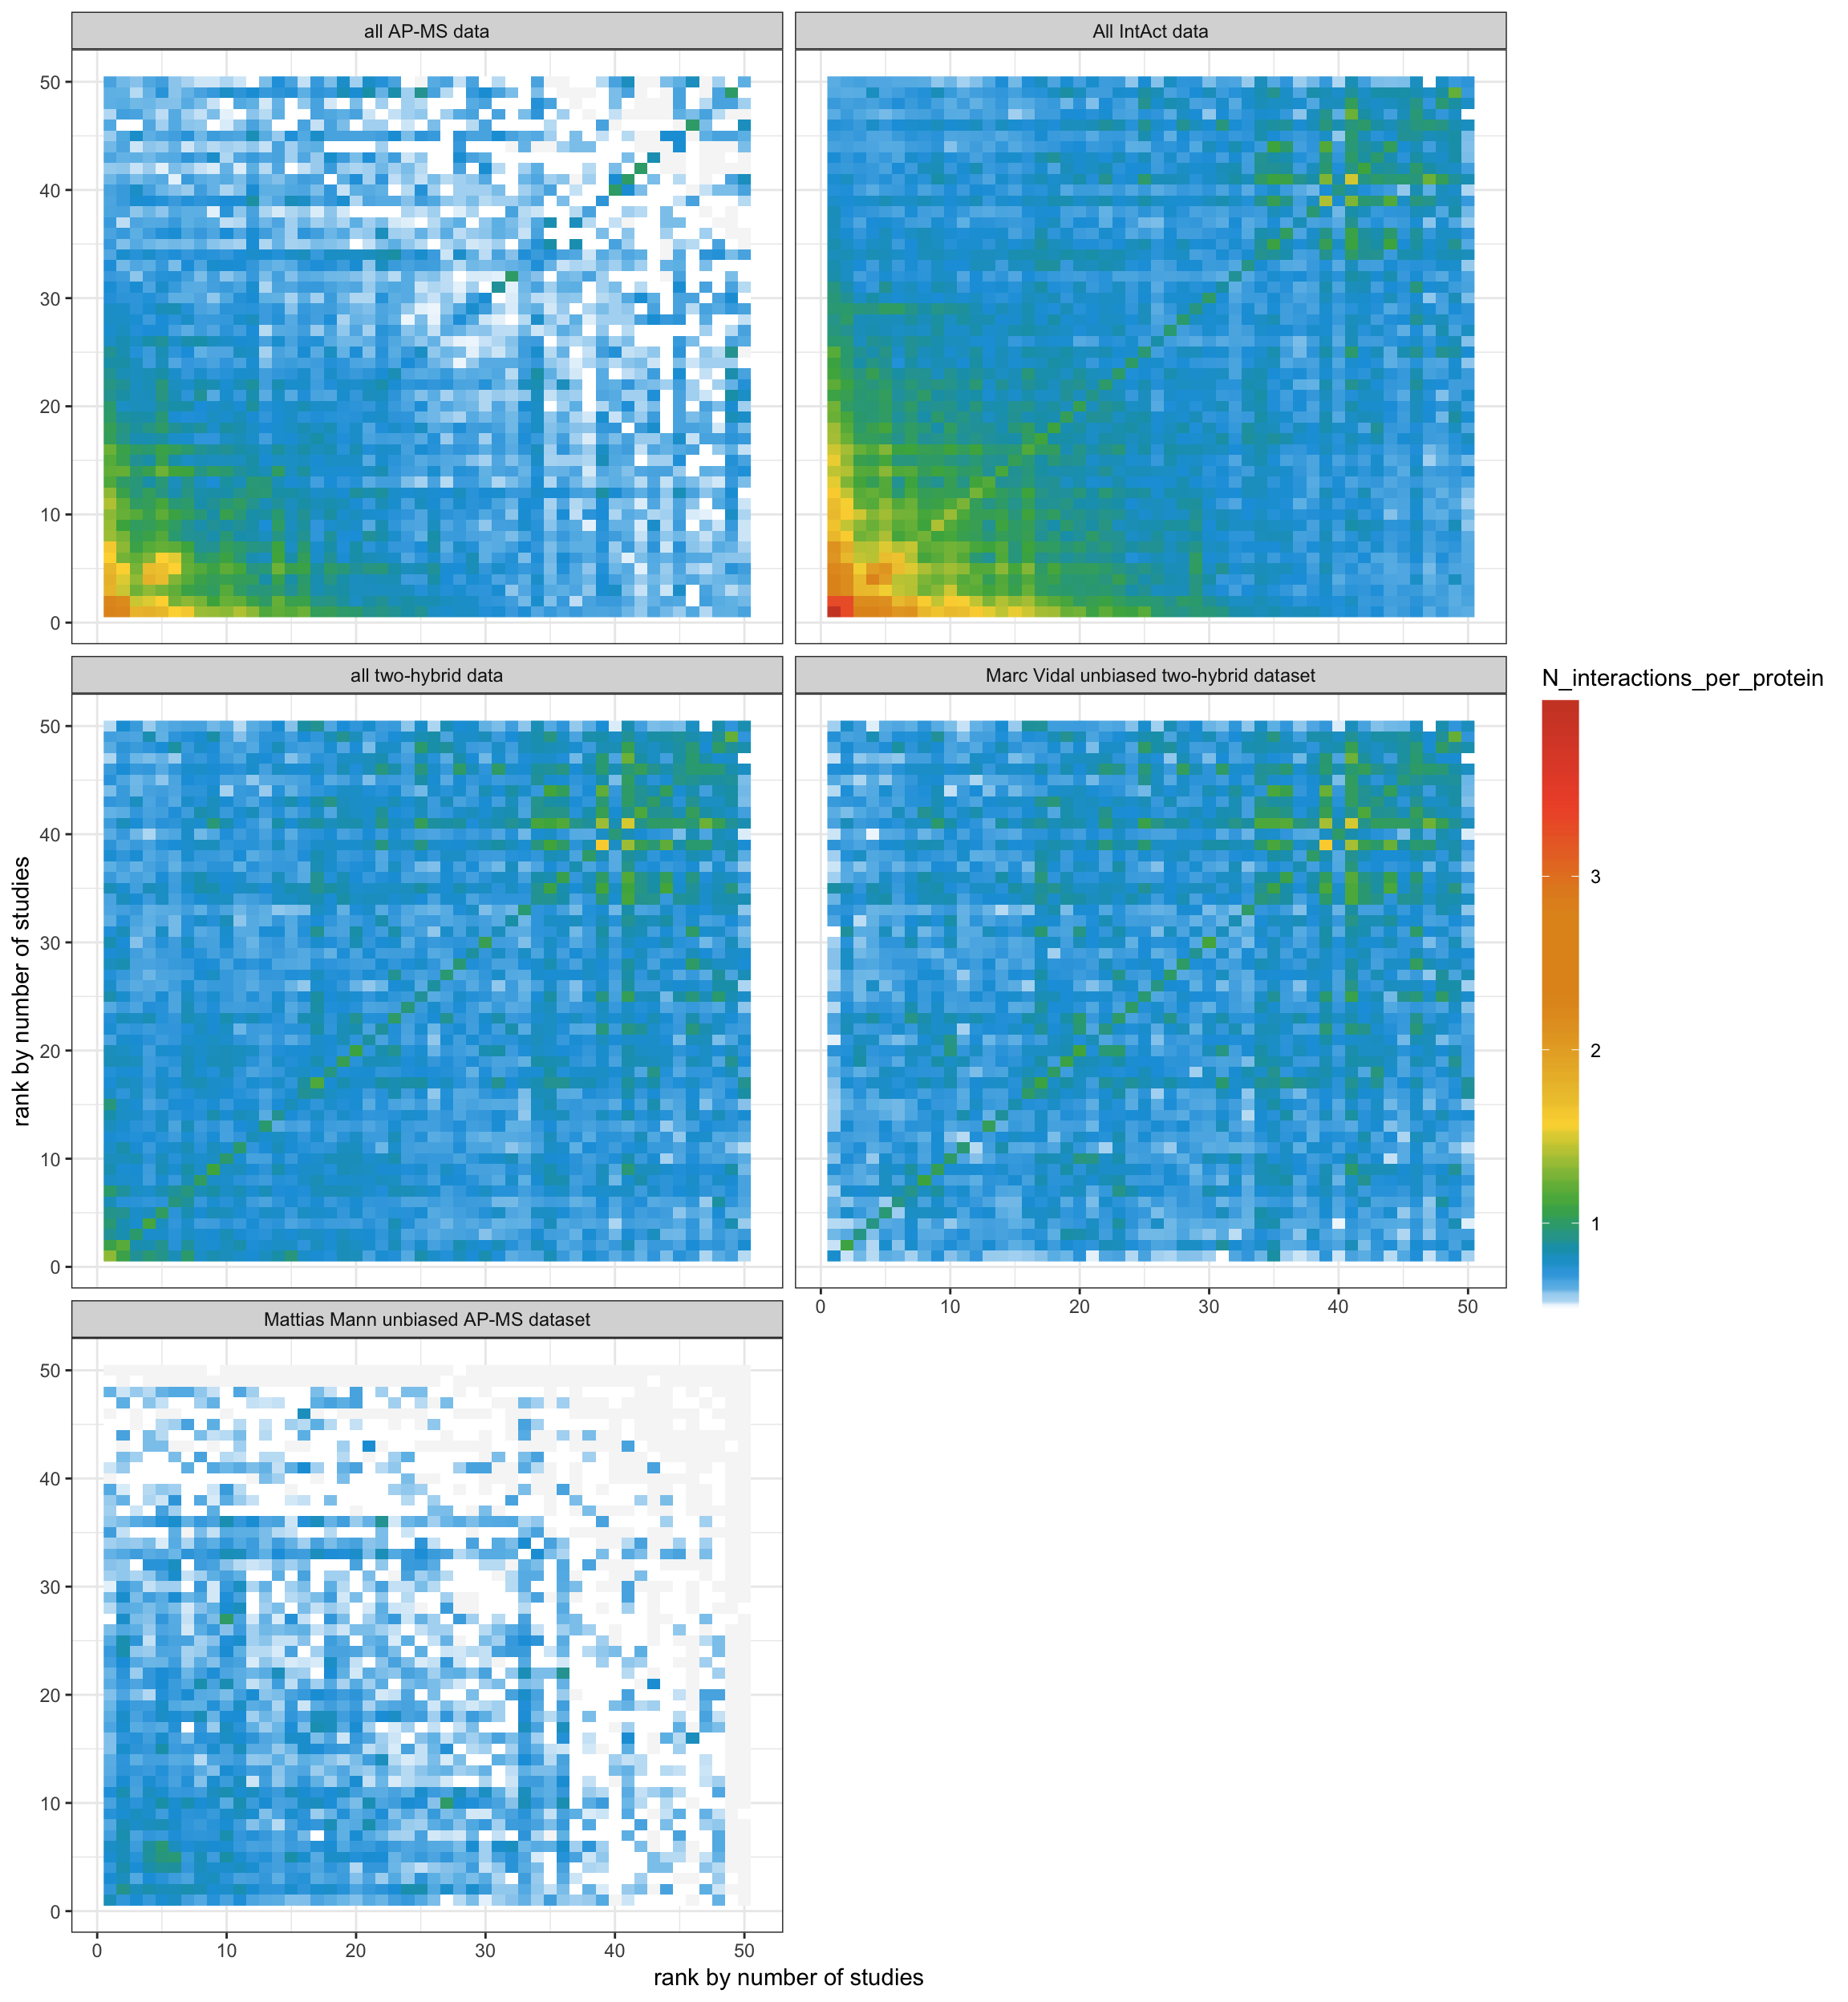 all AP-MS data
All IntAct data
50
40
30
20
10
0
all two-hybrid data
Marc Vidal unbiased two-hybrid dataset
50
40
30
20
10
0
0 10 20 30 40 50
N_interactions_per_protein
3
2
1
rank by number of studies
Mattias Mann unbiased AP-MS dataset
50
40
30
20
10
0
0 10 20 30 40 50
rank by number of studies